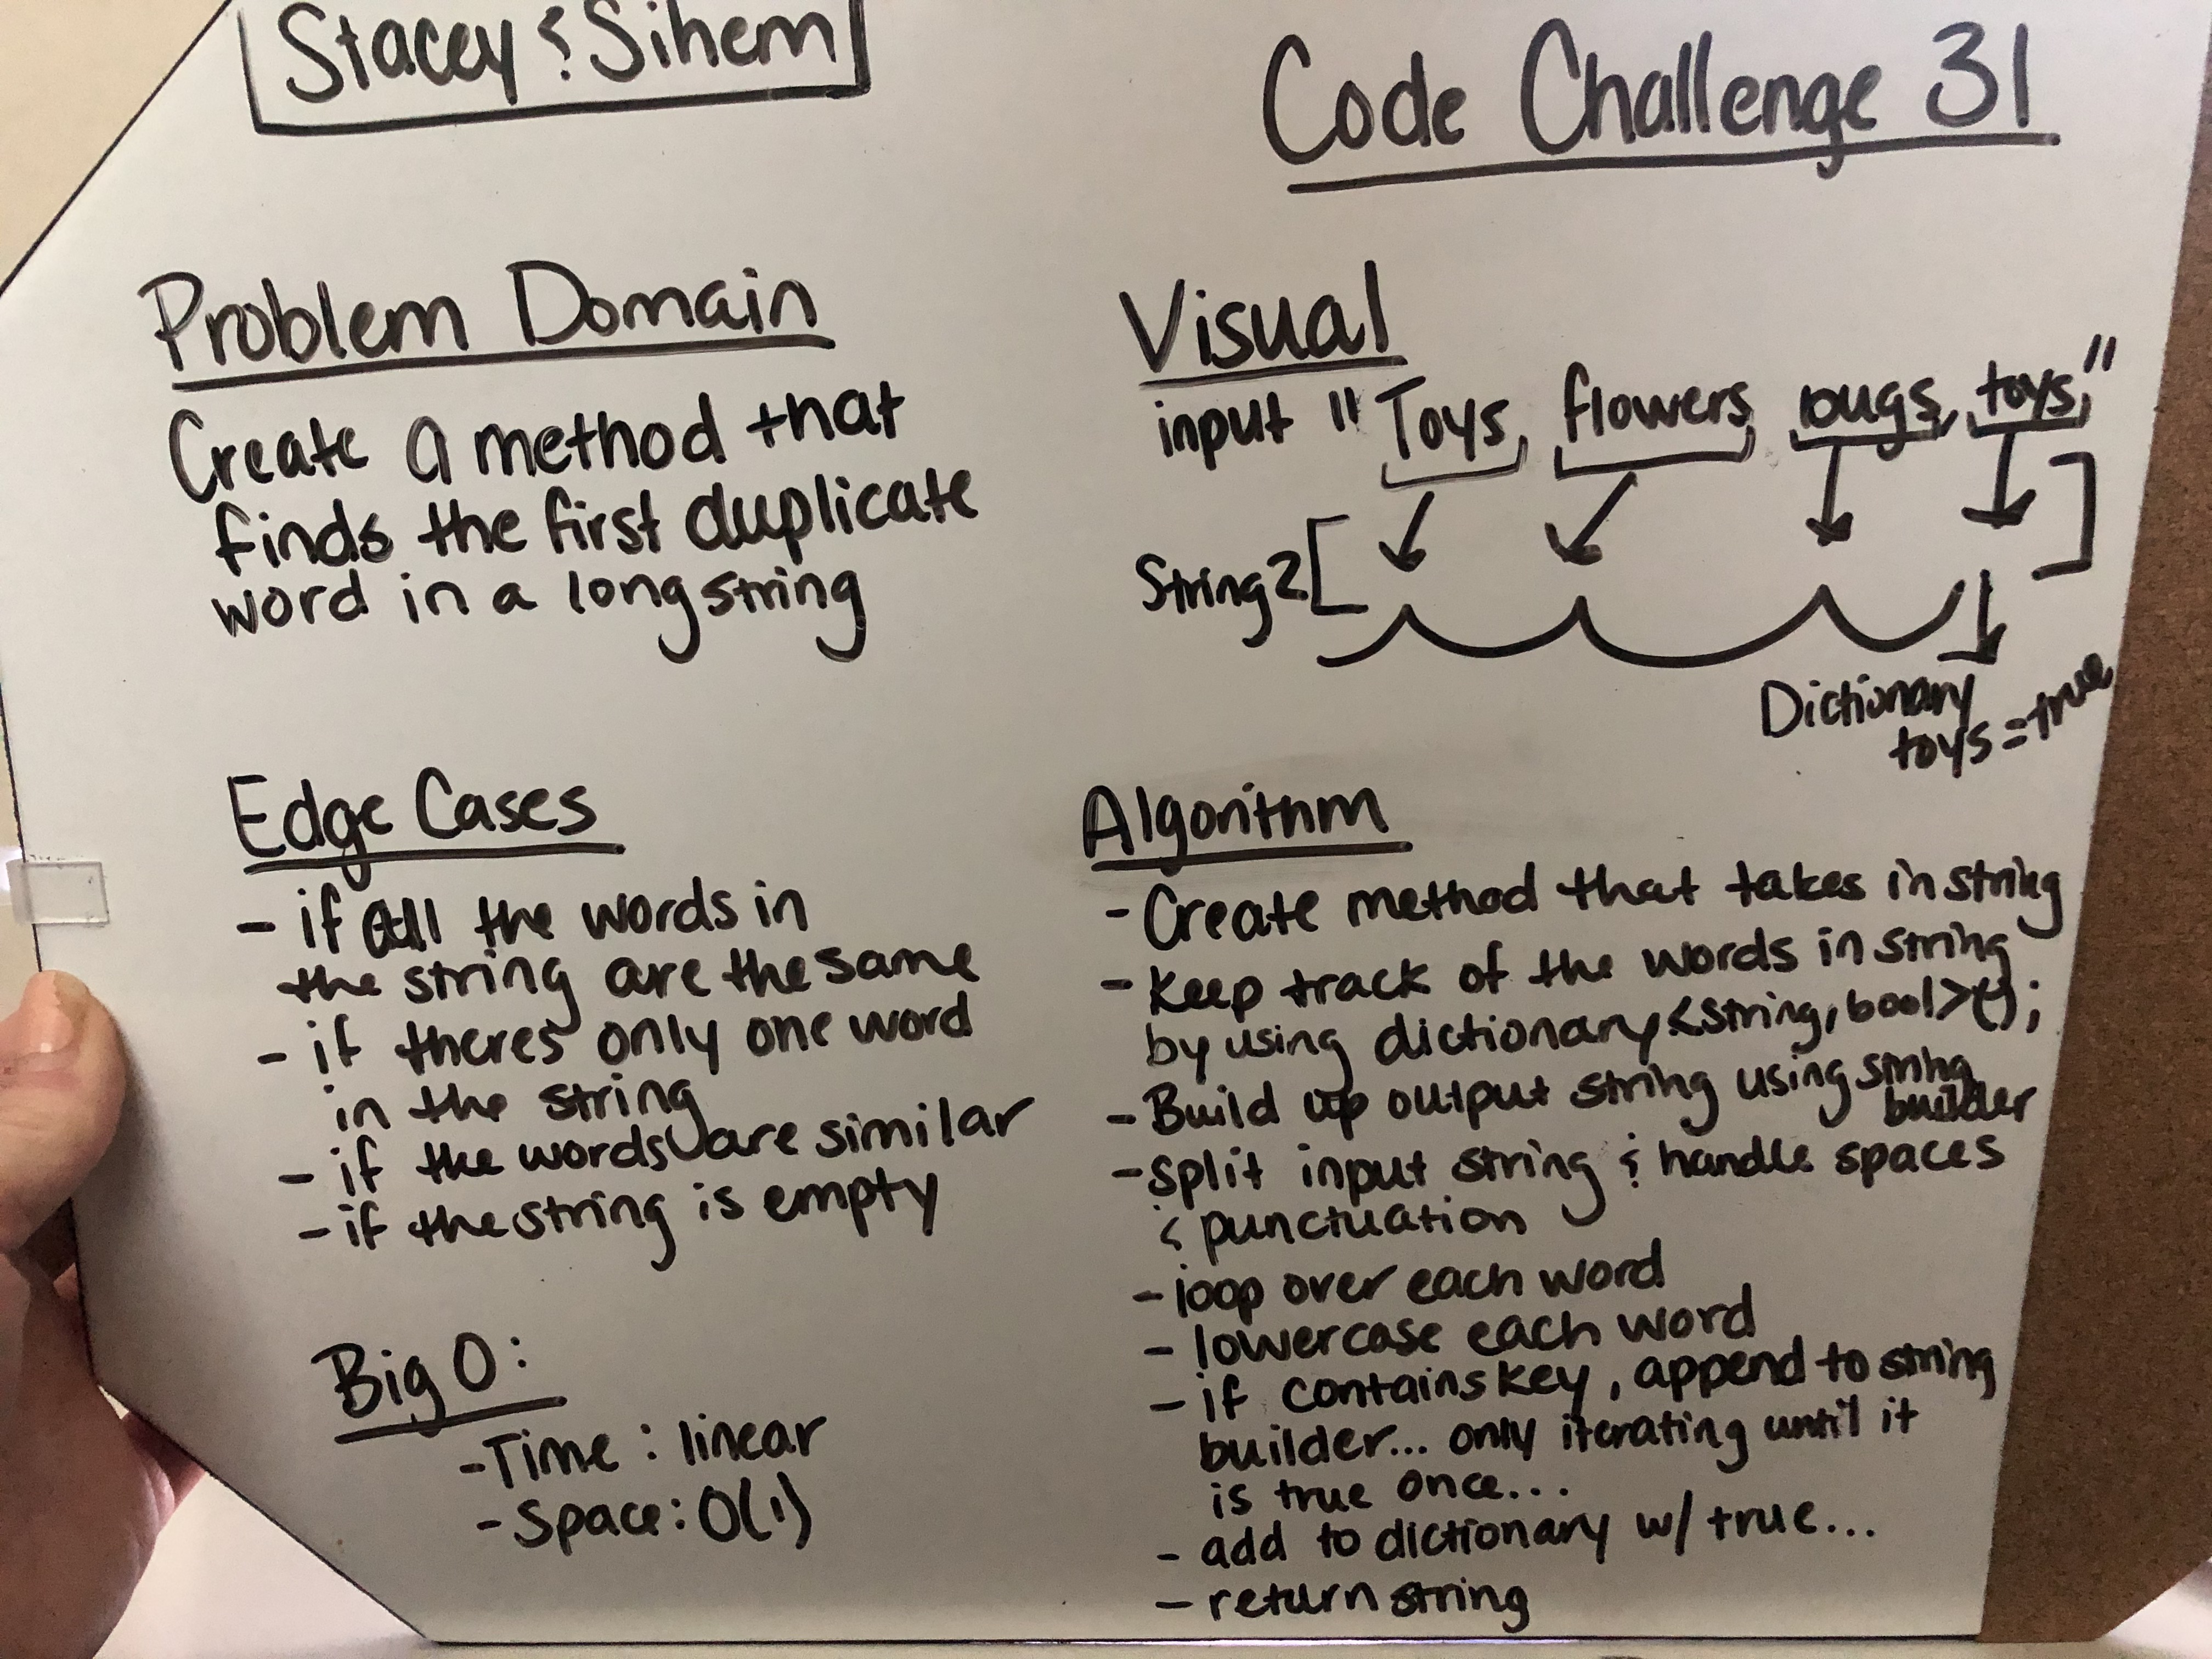 Stacey & Sihem
Code Challenge 31
Problem Domain
Create a method that
finds the first duplicate
word in a long string
Visual
input "Toys, flowers, bugs, toys,"
String2[ ]
Dictionary
toys = true
Edge Cases
- if all the words in
the string are the same
- if theres only one word
in the string
- if the words are similar
- if the string is empty
Big O:
- Time: linear
- Space: O(1)
Algorithm
- Create method that takes in string
- Keep track of the words in string
by using dictionary<string, bool>();
- Build up output string using string
builder
- split input string & handle spaces
& punctuation
- loop over each word
- lowercase each word
- if contains key, append to string
builder... only iterating until it
is true once...
- add to dictionary w/ true...
- return string